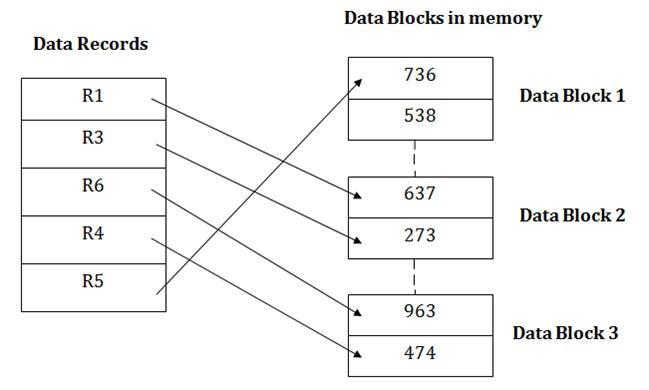 Data Blocks in memory
Data Records
R1
R3
R6
R4
R5
736
538
Data Block 1
637
273
Data Block 2
963
474
Data Block 3